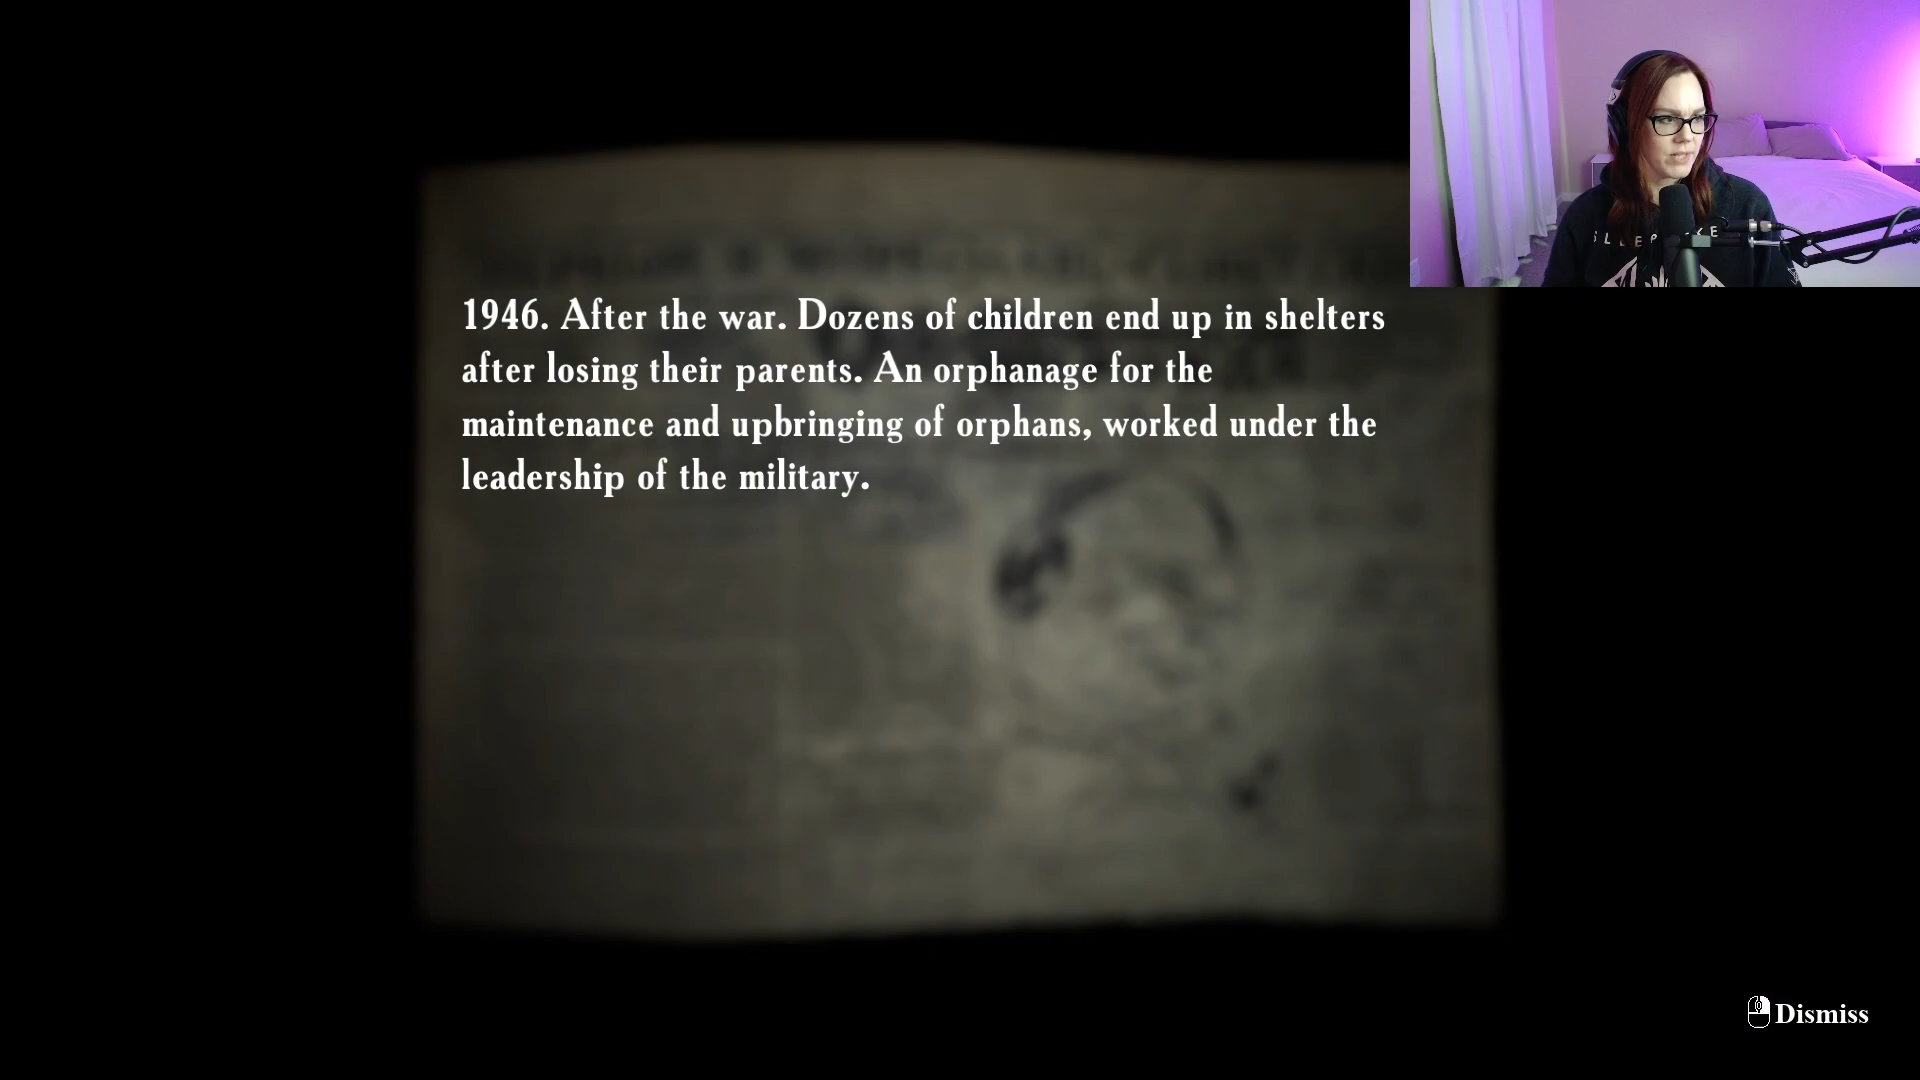 1946. After the war. Dozens of children end up in shelters
after losing their parents. An orphanage for the
maintenance and upbringing of orphans, worked under the
leadership of the military.
Dismiss